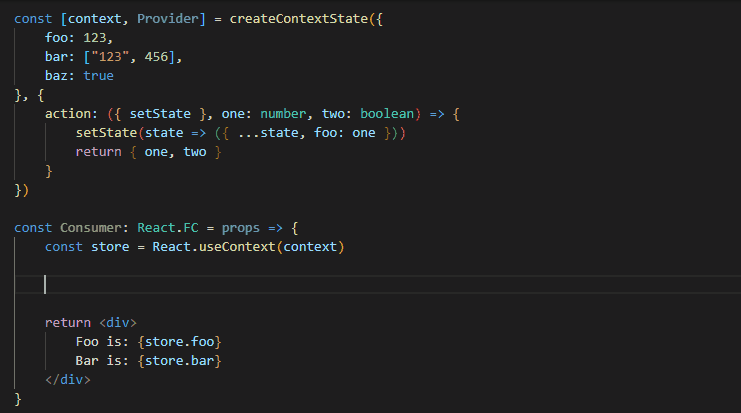 const [context, Provider] = createContextState({
    foo: 123,
    bar: ["123", 456],
    baz: true
}, {
    action: ({ setState }, one: number, two: boolean) => {
        setState(state => ({ ...state, foo: one }))
        return { one, two }
    }
})
const Consumer: React.FC = props => {
    const store = React.useContext(context)
    return <div>
        Foo is: {store.foo}
        Bar is: {store.bar}
    </div>
}